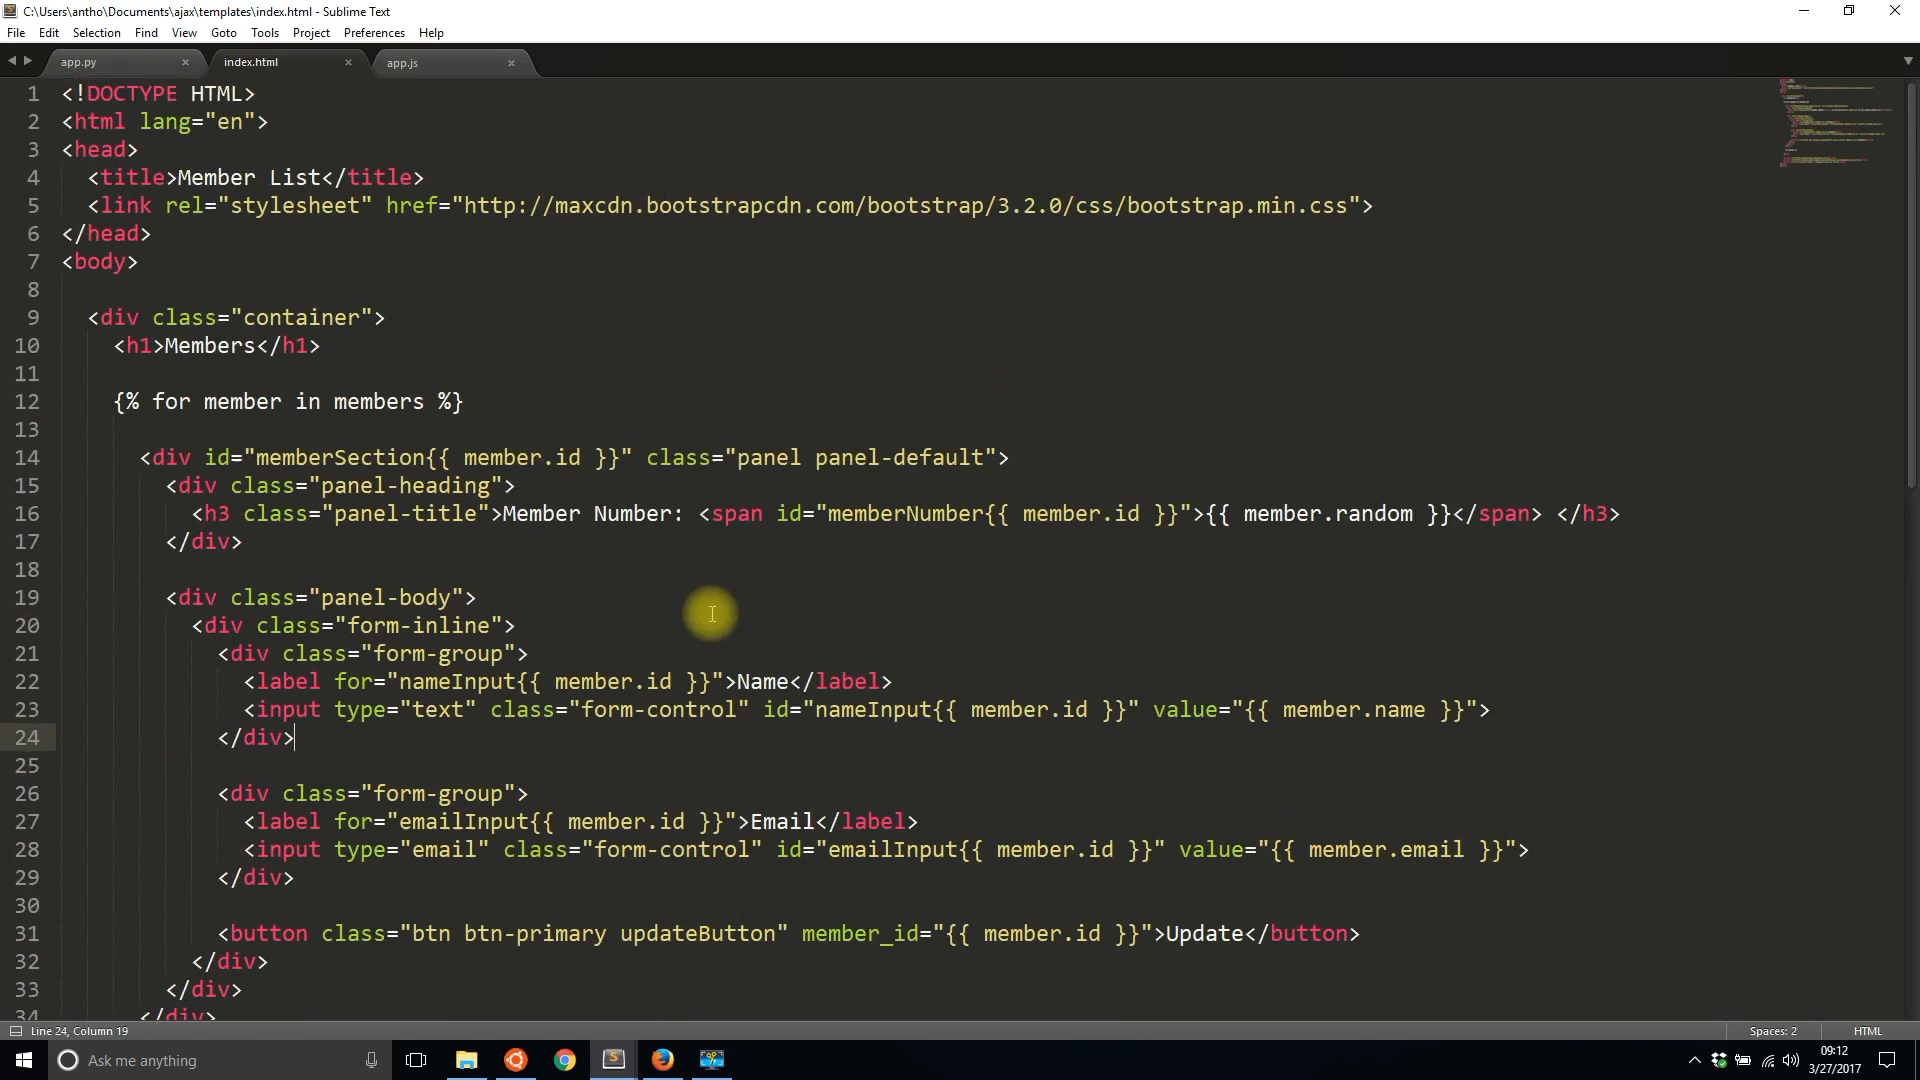 C:\Users\antho\Documents\ajax\templates\index.html - Sublime Text
File Edit Selection Find View Goto Tools Project Preferences Help
app.py × index.html × app.js ×
1 <!DOCTYPE HTML>
2 <html lang="en">
3 <head>
4 <title>Member List</title>
5 <link rel="stylesheet" href="http://maxcdn.bootstrapcdn.com/bootstrap/3.2.0/css/bootstrap.min.css">
6 </head>
7 <body>
8
9 <div class="container">
10 <h1>Members</h1>
11
12 {% for member in members %}
13
14 <div id="memberSection{{ member.id }}" class="panel panel-default">
15 <div class="panel-heading">
16 <h3 class="panel-title">Member Number: <span id="memberNumber{{ member.id }}">{{ member.random }}</span> </h3>
17 </div>
18
19 <div class="panel-body">
20 <div class="form-inline">
21 <div class="form-group">
22 <label for="nameInput{{ member.id }}">Name</label>
23 <input type="text" class="form-control" id="nameInput{{ member.id }}" value="{{ member.name }}">
24 </div>
25
26 <div class="form-group">
27 <label for="emailInput{{ member.id }}">Email</label>
28 <input type="email" class="form-control" id="emailInput{{ member.id }}" value="{{ member.email }}">
29 </div>
30
31 <button class="btn btn-primary updateButton" member_id="{{ member.id }}">Update</button>
32 </div>
33 </div>
34 </div>
Line 24, Column 19 Spaces: 2 HTML
Ask me anything
09:12
3/27/2017